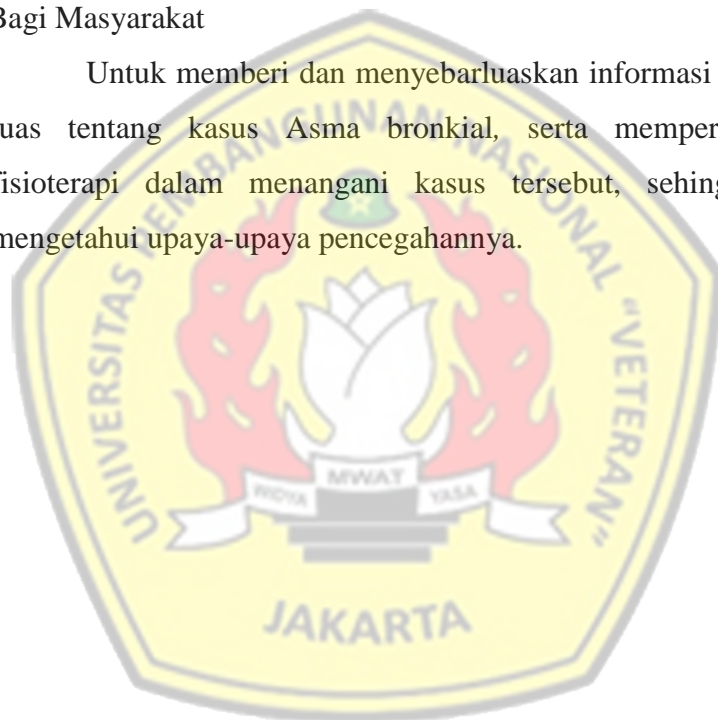 Bagi Masyarakat
Untuk memberi dan menyebarluaskan informasi
luas tentang kasus Asma bronkial, serta memper
fisioterapi dalam menangani kasus tersebut, sehing
mengetahui upaya-upaya pencegahannya.
UNIVERSITAS PEMBANGUNAN NASIONAL "VETERAN"
WIDYA MWAT YASA
JAKARTA